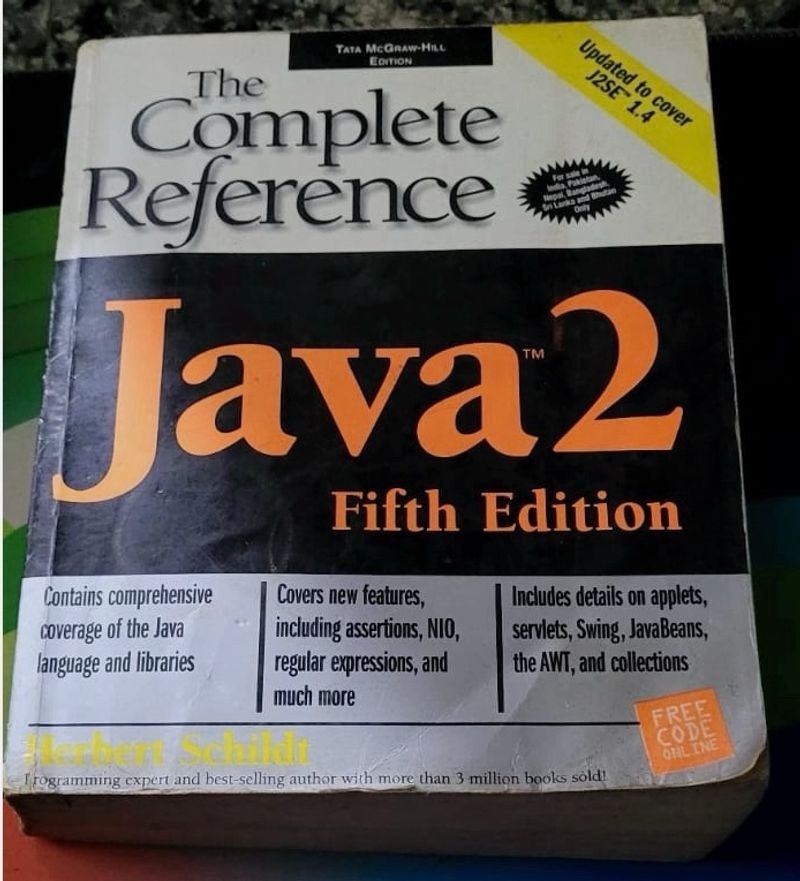 TATA MCGRAW-HILL
EDITION
The
Complete
Reference
Updated to cover
J2SE™ 1.4
For sale in
India, Pakistan,
Nepal, Bangladesh,
Sri Lanka and Bhutan
Only
Java™ 2
Fifth Edition
Contains comprehensive
coverage of the Java
language and libraries
Covers new features,
including assertions, NIO,
regular expressions, and
much more
Includes details on applets,
servlets, Swing, JavaBeans,
the AWT, and collections
FREE
CODE
ONLINE
Herbert Schildt
Programming expert and best-selling author with more than 3 million books sold!